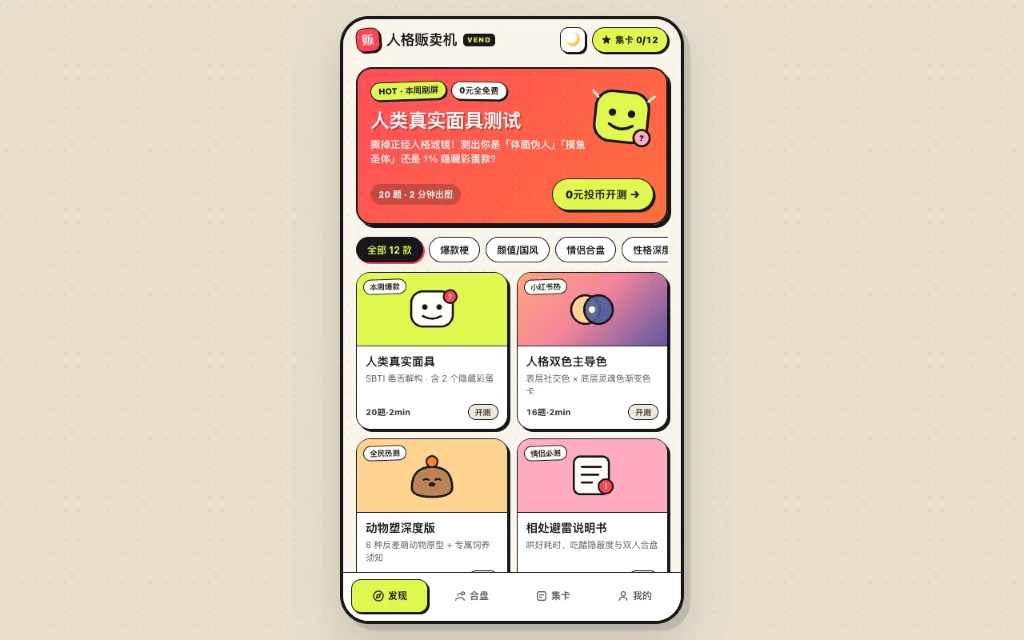 贩 人格贩卖机 VEND
🌙 ★ 集卡 0/12
HOT · 本周刷屏 0元全免费
人类真实面具测试
撕掉正经人格滤镜！测出你是「体面伪人」「摸鱼
圣体」还是 1% 隐藏彩蛋款?
?
20 题 · 2 分钟出图
0元投币开测 →
全部 12 款 爆款梗 颜值/国风 情侣合盘 性格深度
本周爆款
?
人类真实面具
SBTI 毒舌解构 · 含 2 个隐藏彩蛋
20题·2min 开测
小红书热
人格双色主导色
表层社交色 × 底层灵魂色渐变色
卡
16题·2min 开测
全民热测
动物塑深度版
8 种反差萌动物原型 + 专属饲养
须知
情侣必测
!
相处避雷说明书
哄好耗时、吃醋隐蔽度与双人合盘
发现 合盘 集卡 我的